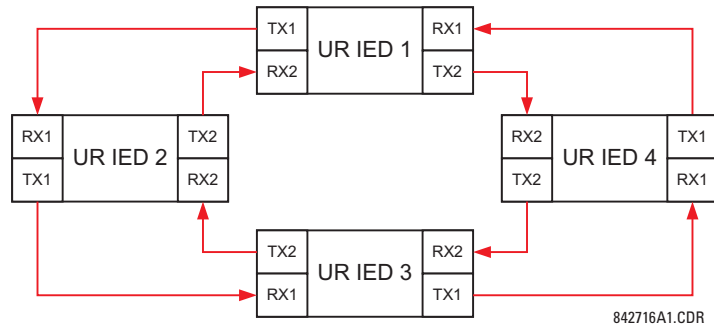 TX1 UR IED 1 RX1
RX2 TX2
RX1 UR IED 2 TX2
TX1 RX2
RX2 UR IED 4 TX1
TX2 RX1
TX2 UR IED 3 RX2
RX1 TX1
842716A1.CDR